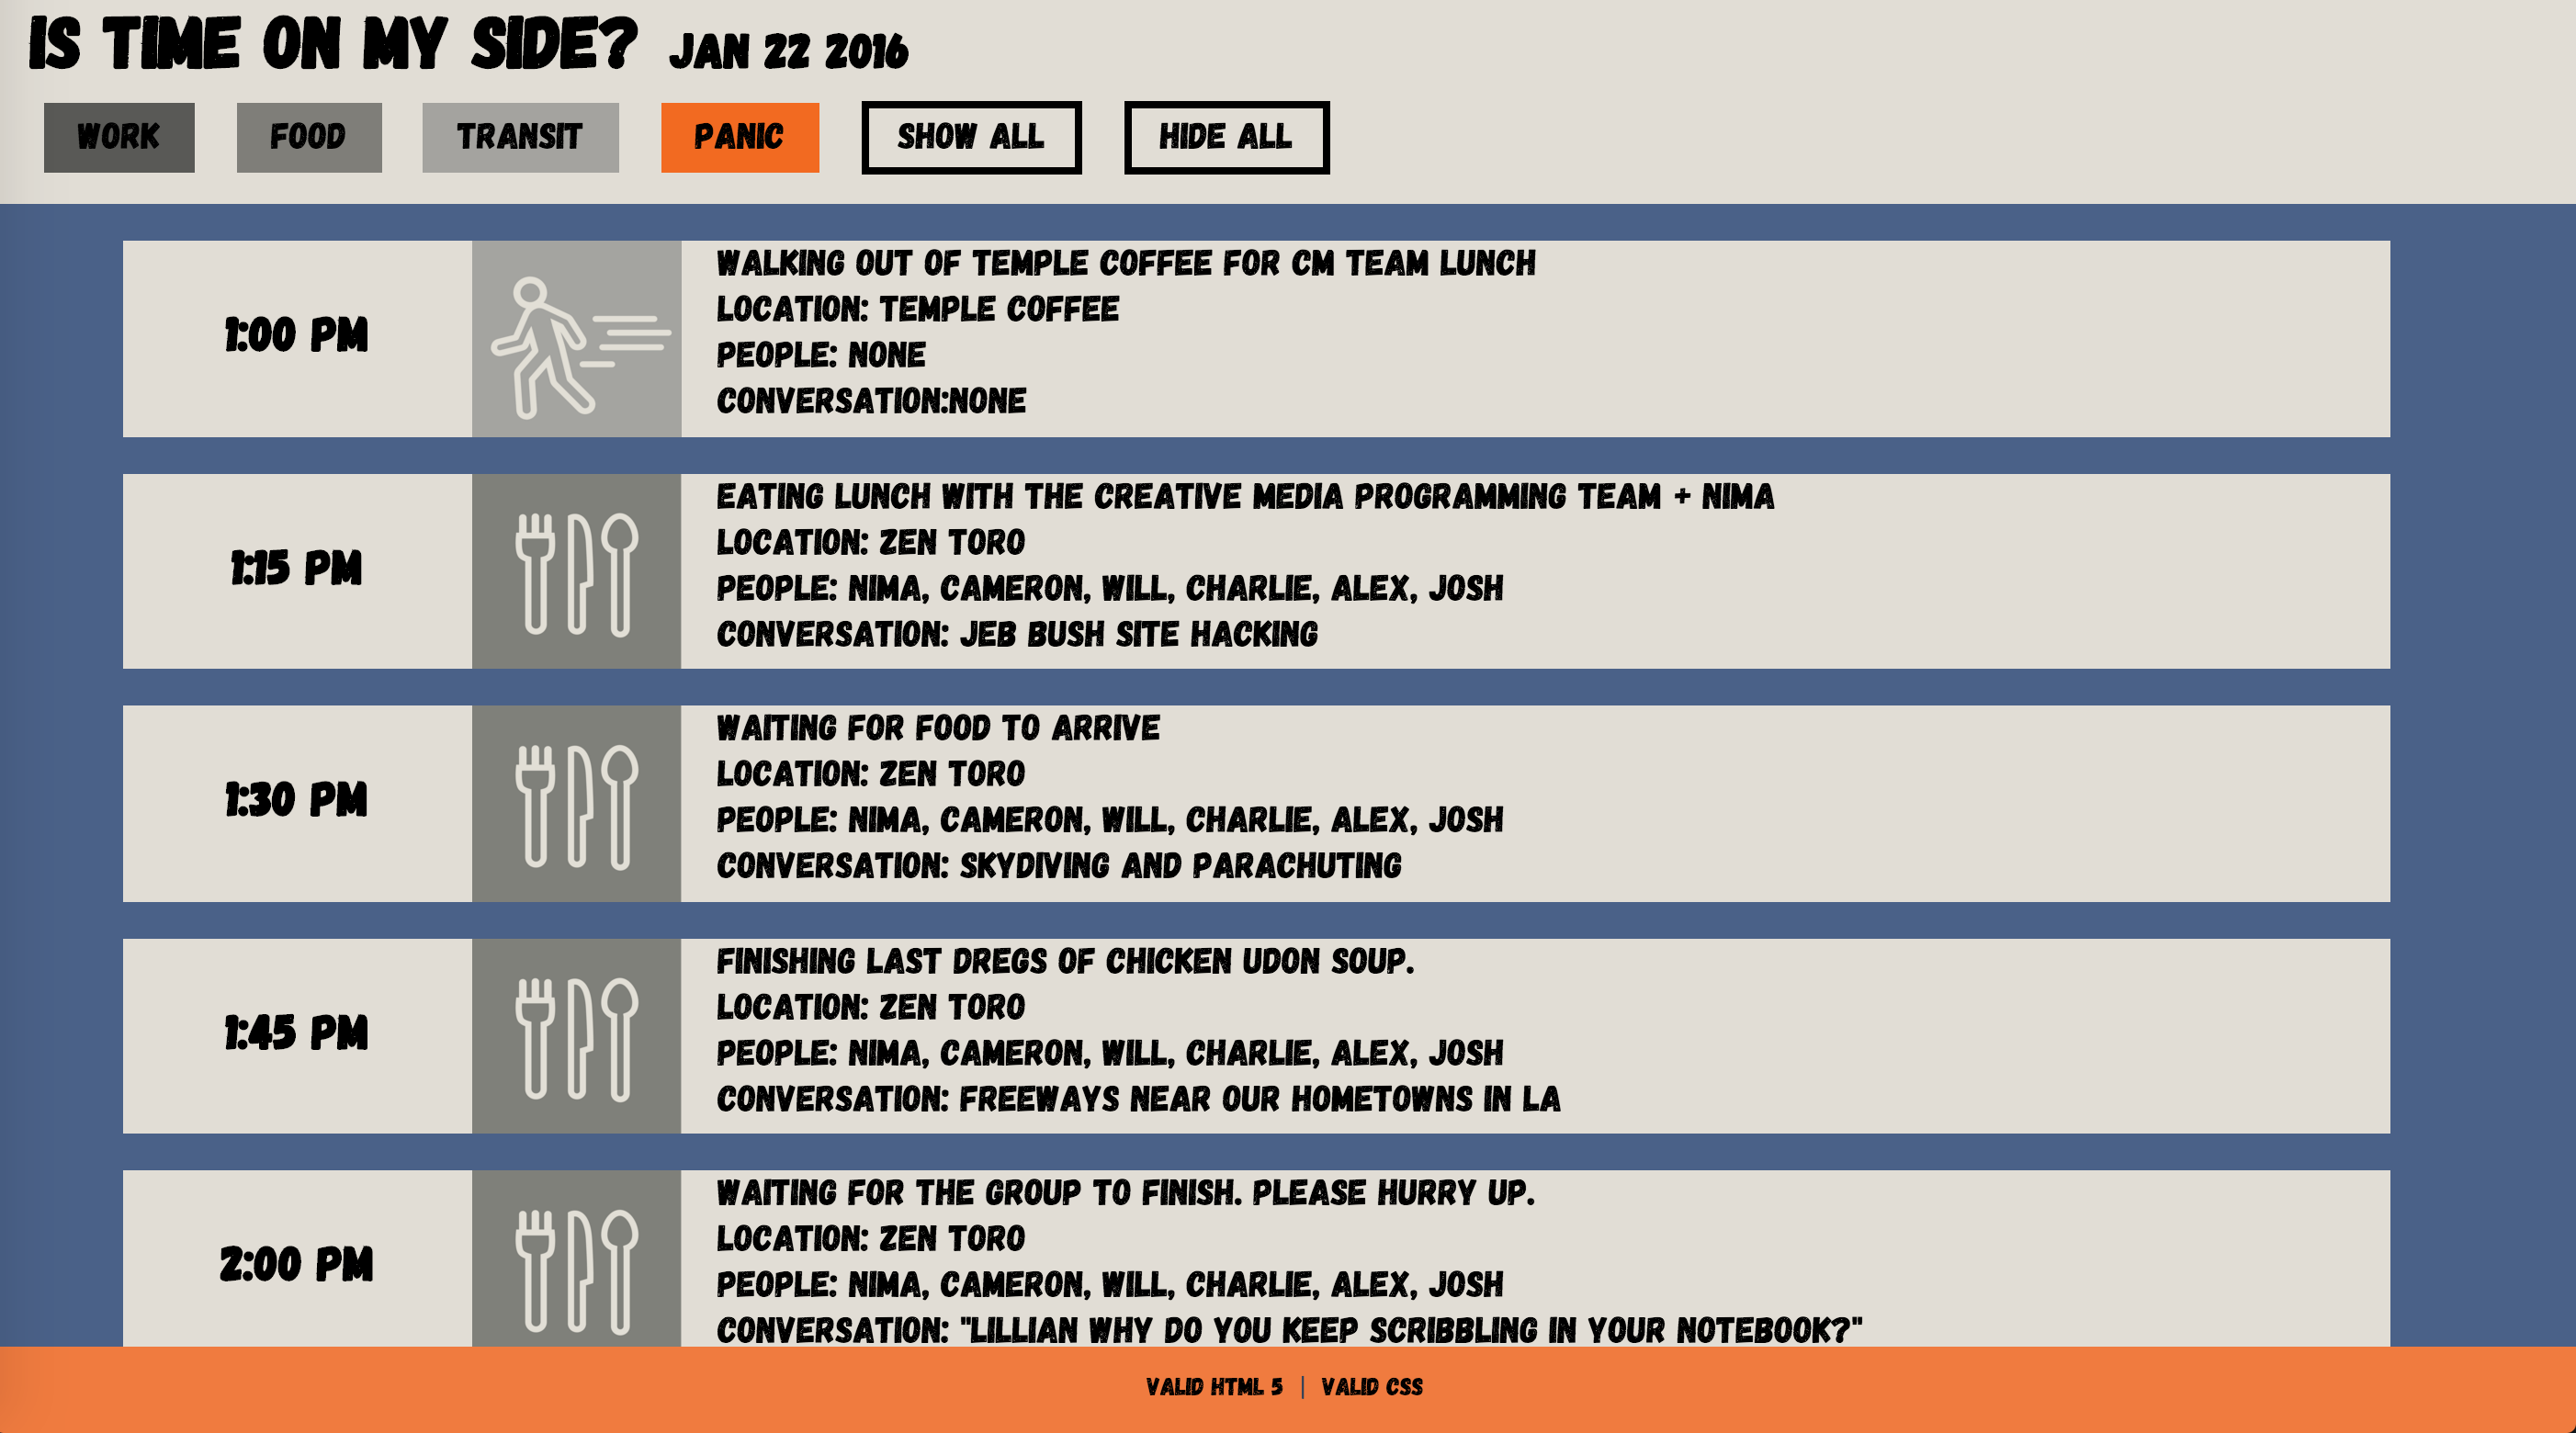 IS TIME ON MY SIDE? JAN 22 2016
WORK FOOD TRANSIT PANIC SHOW ALL HIDE ALL
1:00 PM
WALKING OUT OF TEMPLE COFFEE FOR CM TEAM LUNCH
LOCATION: TEMPLE COFFEE
PEOPLE: NONE
CONVERSATION:NONE
1:15 PM
EATING LUNCH WITH THE CREATIVE MEDIA PROGRAMMING TEAM + NIMA
LOCATION: ZEN TORO
PEOPLE: NIMA, CAMERON, WILL, CHARLIE, ALEX, JOSH
CONVERSATION: JEB BUSH SITE HACKING
1:30 PM
WAITING FOR FOOD TO ARRIVE
LOCATION: ZEN TORO
PEOPLE: NIMA, CAMERON, WILL, CHARLIE, ALEX, JOSH
CONVERSATION: SKYDIVING AND PARACHUTING
1:45 PM
FINISHING LAST DREGS OF CHICKEN UDON SOUP.
LOCATION: ZEN TORO
PEOPLE: NIMA, CAMERON, WILL, CHARLIE, ALEX, JOSH
CONVERSATION: FREEWAYS NEAR OUR HOMETOWNS IN LA
2:00 PM
WAITING FOR THE GROUP TO FINISH. PLEASE HURRY UP.
LOCATION: ZEN TORO
PEOPLE: NIMA, CAMERON, WILL, CHARLIE, ALEX, JOSH
CONVERSATION: "LILLIAN WHY DO YOU KEEP SCRIBBLING IN YOUR NOTEBOOK?"
VALID HTML 5 | VALID CSS